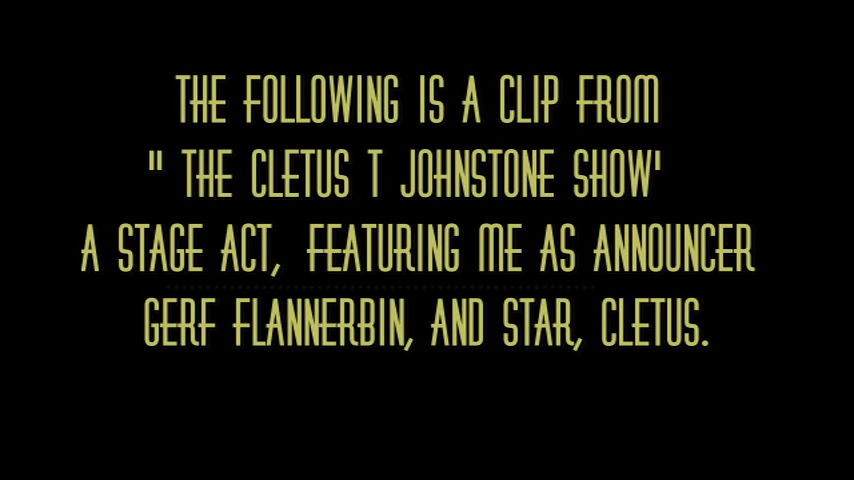 THE FOLLOWING IS A CLIP FROM
" THE CLETUS T JOHNSTONE SHOW'
A STAGE ACT, FEATURING ME AS ANNOUNCER
GERF FLANNERBIN, AND STAR, CLETUS.